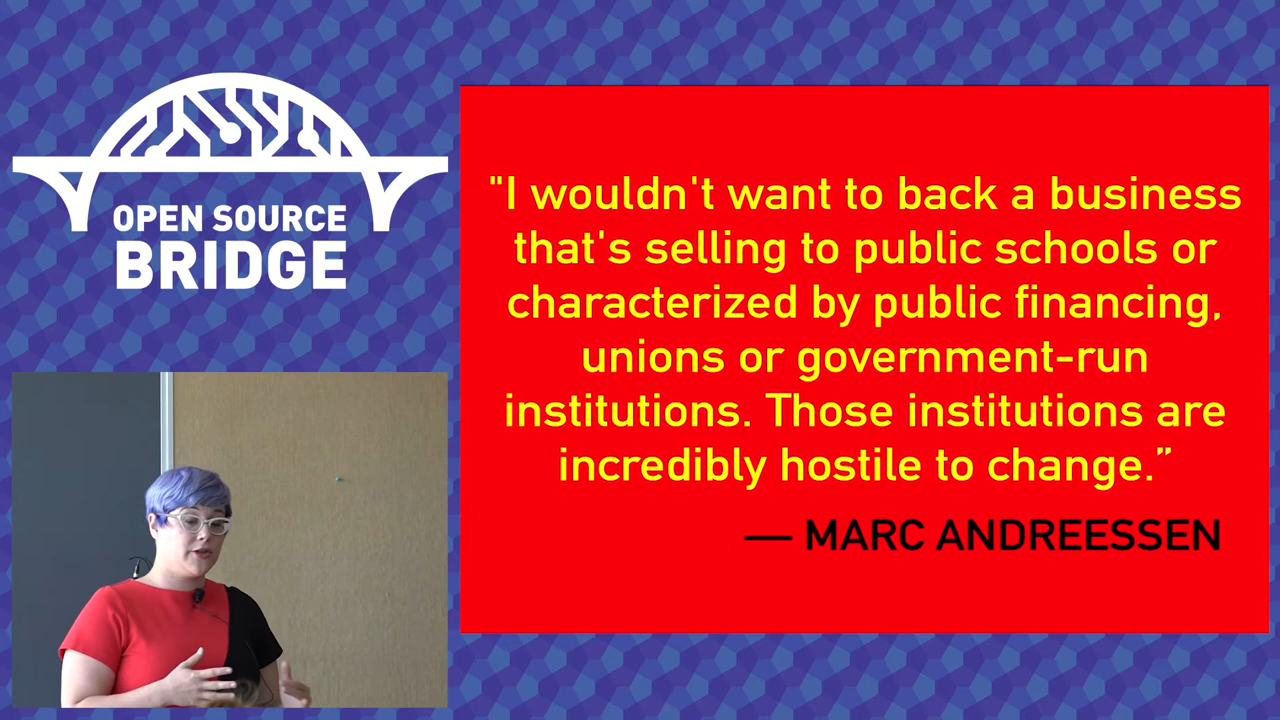 OPEN SOURCE
BRIDGE
"I wouldn't want to back a business
that's selling to public schools or
characterized by public financing,
unions or government-run
institutions. Those institutions are
incredibly hostile to change.”
— MARC ANDREESSEN